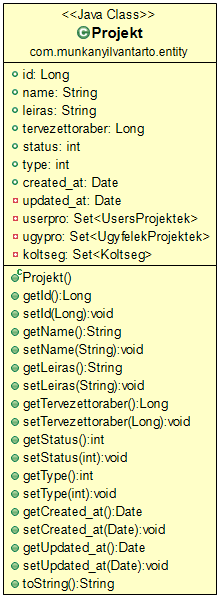 <<Java Class>>
Projekt
com.munkanyilvantarto.entity
id: Long
name: String
leiras: String
tervezettoraber: Long
status: int
type: int
created_at: Date
updated_at: Date
userpro: Set<UsersProjektek>
ugypro: Set<UgyfelekProjektek>
koltseg: Set<Koltseg>
Projekt()
getId():Long
setId(Long):void
getName():String
setName(String):void
getLeiras():String
setLeiras(String):void
getTervezettoraber():Long
setTervezettoraber(Long):void
getStatus():int
setStatus(int):void
getType():int
setType(int):void
getCreated_at():Date
setCreated_at(Date):void
getUpdated_at():Date
setUpdated_at(Date):void
toString():String